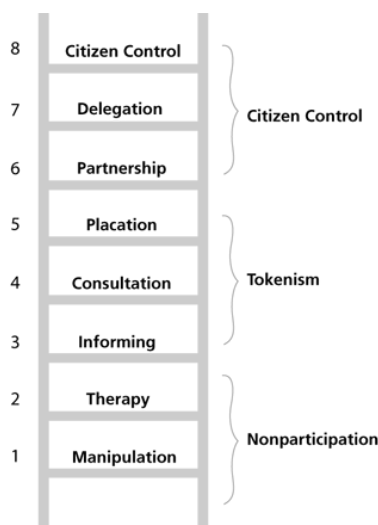 8 Citizen Control
7 Delegation
Citizen Control
6 Partnership
5 Placation
4 Consultation
Tokenism
3 Informing
2 Therapy
Nonparticipation
1 Manipulation